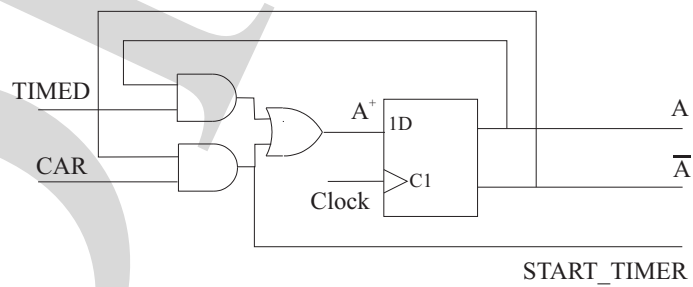 TIMED
A+
1D
A
CAR
A̅
C1
Clock
START_TIMER